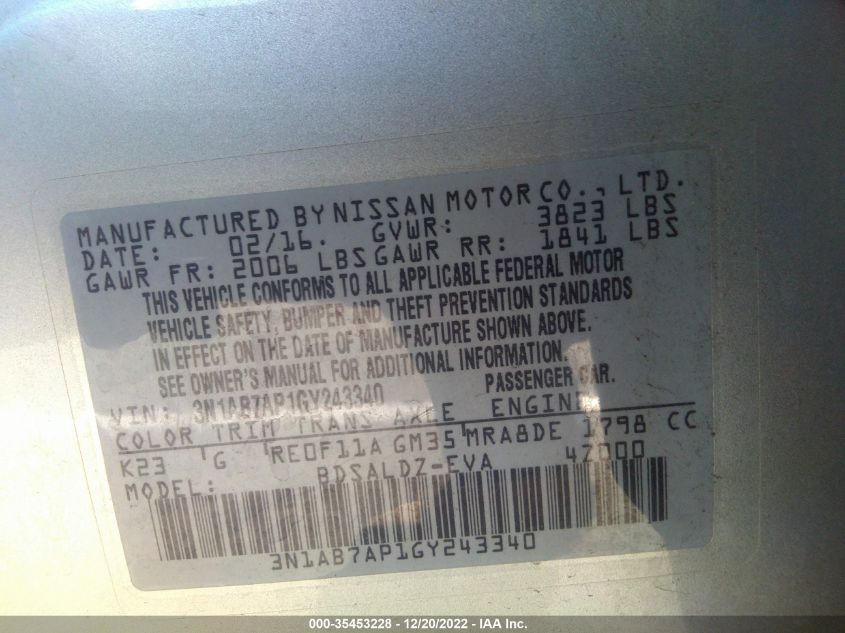 MANUFACTURED BY NISSAN MOTOR CO., LTD.
DATE: 02/16. GVWR: 3823 LBS
GAWR FR: 2006 LBS GAWR RR: 1841 LBS
THIS VEHICLE CONFORMS TO ALL APPLICABLE FEDERAL MOTOR
VEHICLE SAFETY, BUMPER AND THEFT PREVENTION STANDARDS
IN EFFECT ON THE DATE OF MANUFACTURE SHOWN ABOVE.
SEE OWNER'S MANUAL FOR ADDITIONAL INFORMATION.
VIN: 3N1AB7AP1GY243340 PASSENGER CAR.
COLOR TRIM TRANS AXLE ENGINE
K23 G RE0F11A GM35 MRA8DE 1798 CC
MODEL: BDSALDZ-EVA 47000
3N1AB7AP1GY243340
000-35453228 - 12/20/2022 - IAA Inc.